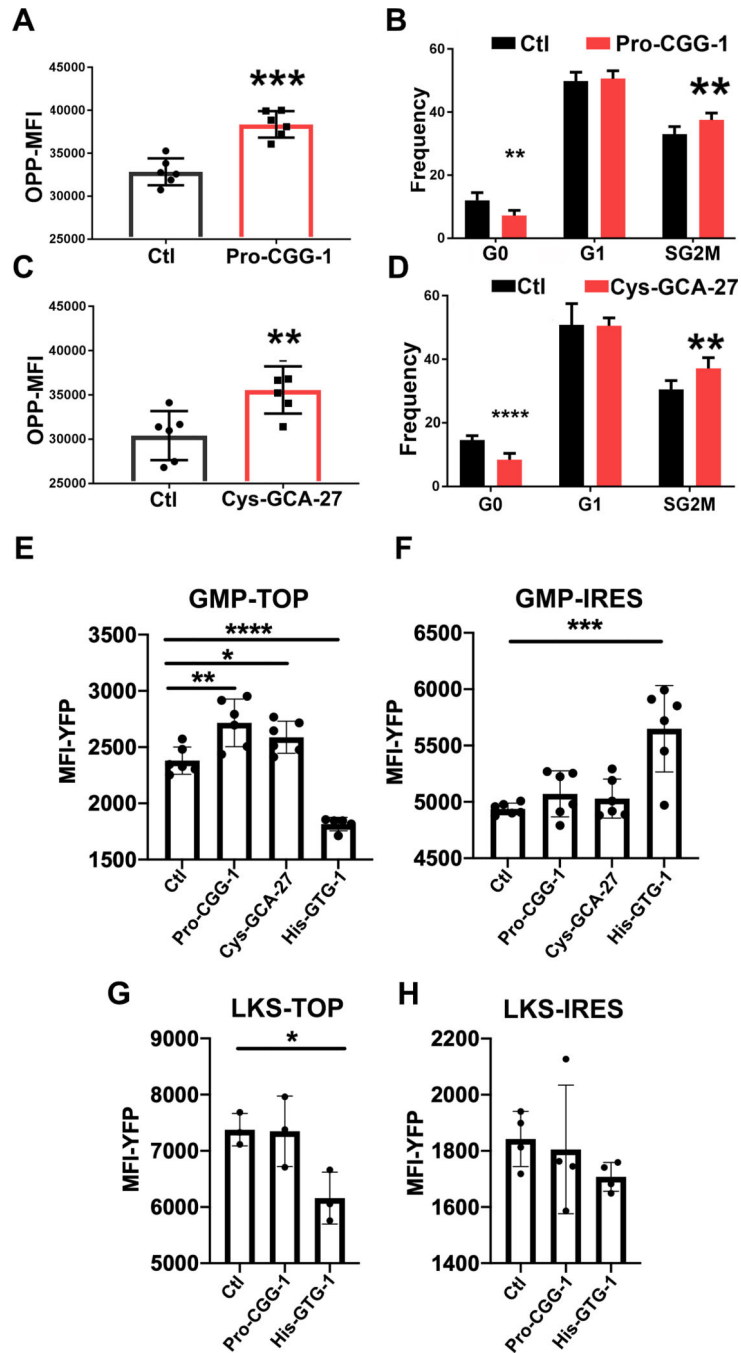 A
***
OPP-MFI
45000
40000
35000
30000
25000
Ctl Pro-CGG-1
B
Ctl Pro-CGG-1
Frequency
60
40
20
0
**
**
G0 G1 SG2M
C
**
OPP-MFI
45000
40000
35000
30000
25000
Ctl Cys-GCA-27
D
Ctl Cys-GCA-27
Frequency
60
40
20
0
****
**
G0 G1 SG2M
E
GMP-TOP
MFI-YFP
3500
3000
2500
2000
1500
****
*
**
Ctl
Pro-CGG-1
Cys-GCA-27
His-GTG-1
F
GMP-IRES
MFI-YFP
6500
6000
5500
5000
4500
***
Ctl
Pro-CGG-1
Cys-GCA-27
His-GTG-1
G
LKS-TOP
MFI-YFP
9000
8000
7000
6000
5000
*
Ctl
Pro-CGG-1
His-GTG-1
H
LKS-IRES
MFI-YFP
2200
2000
1800
1600
1400
Ctl
Pro-CGG-1
His-GTG-1